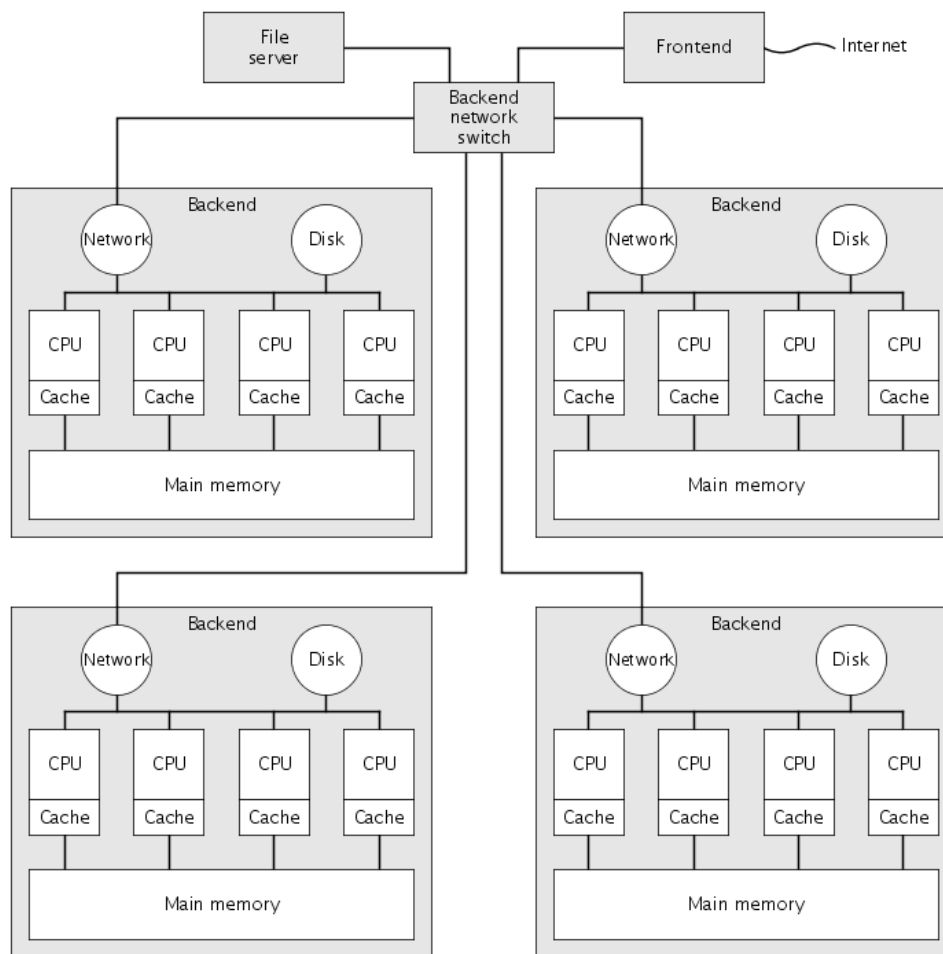 File
server
Frontend
Internet
Backend
network
switch
Backend
Network
Disk
CPU CPU CPU CPU
Cache Cache Cache Cache
Main memory
Backend
Network
Disk
CPU CPU CPU CPU
Cache Cache Cache Cache
Main memory
Backend
Network
Disk
CPU CPU CPU CPU
Cache Cache Cache Cache
Main memory
Backend
Network
Disk
CPU CPU CPU CPU
Cache Cache Cache Cache
Main memory